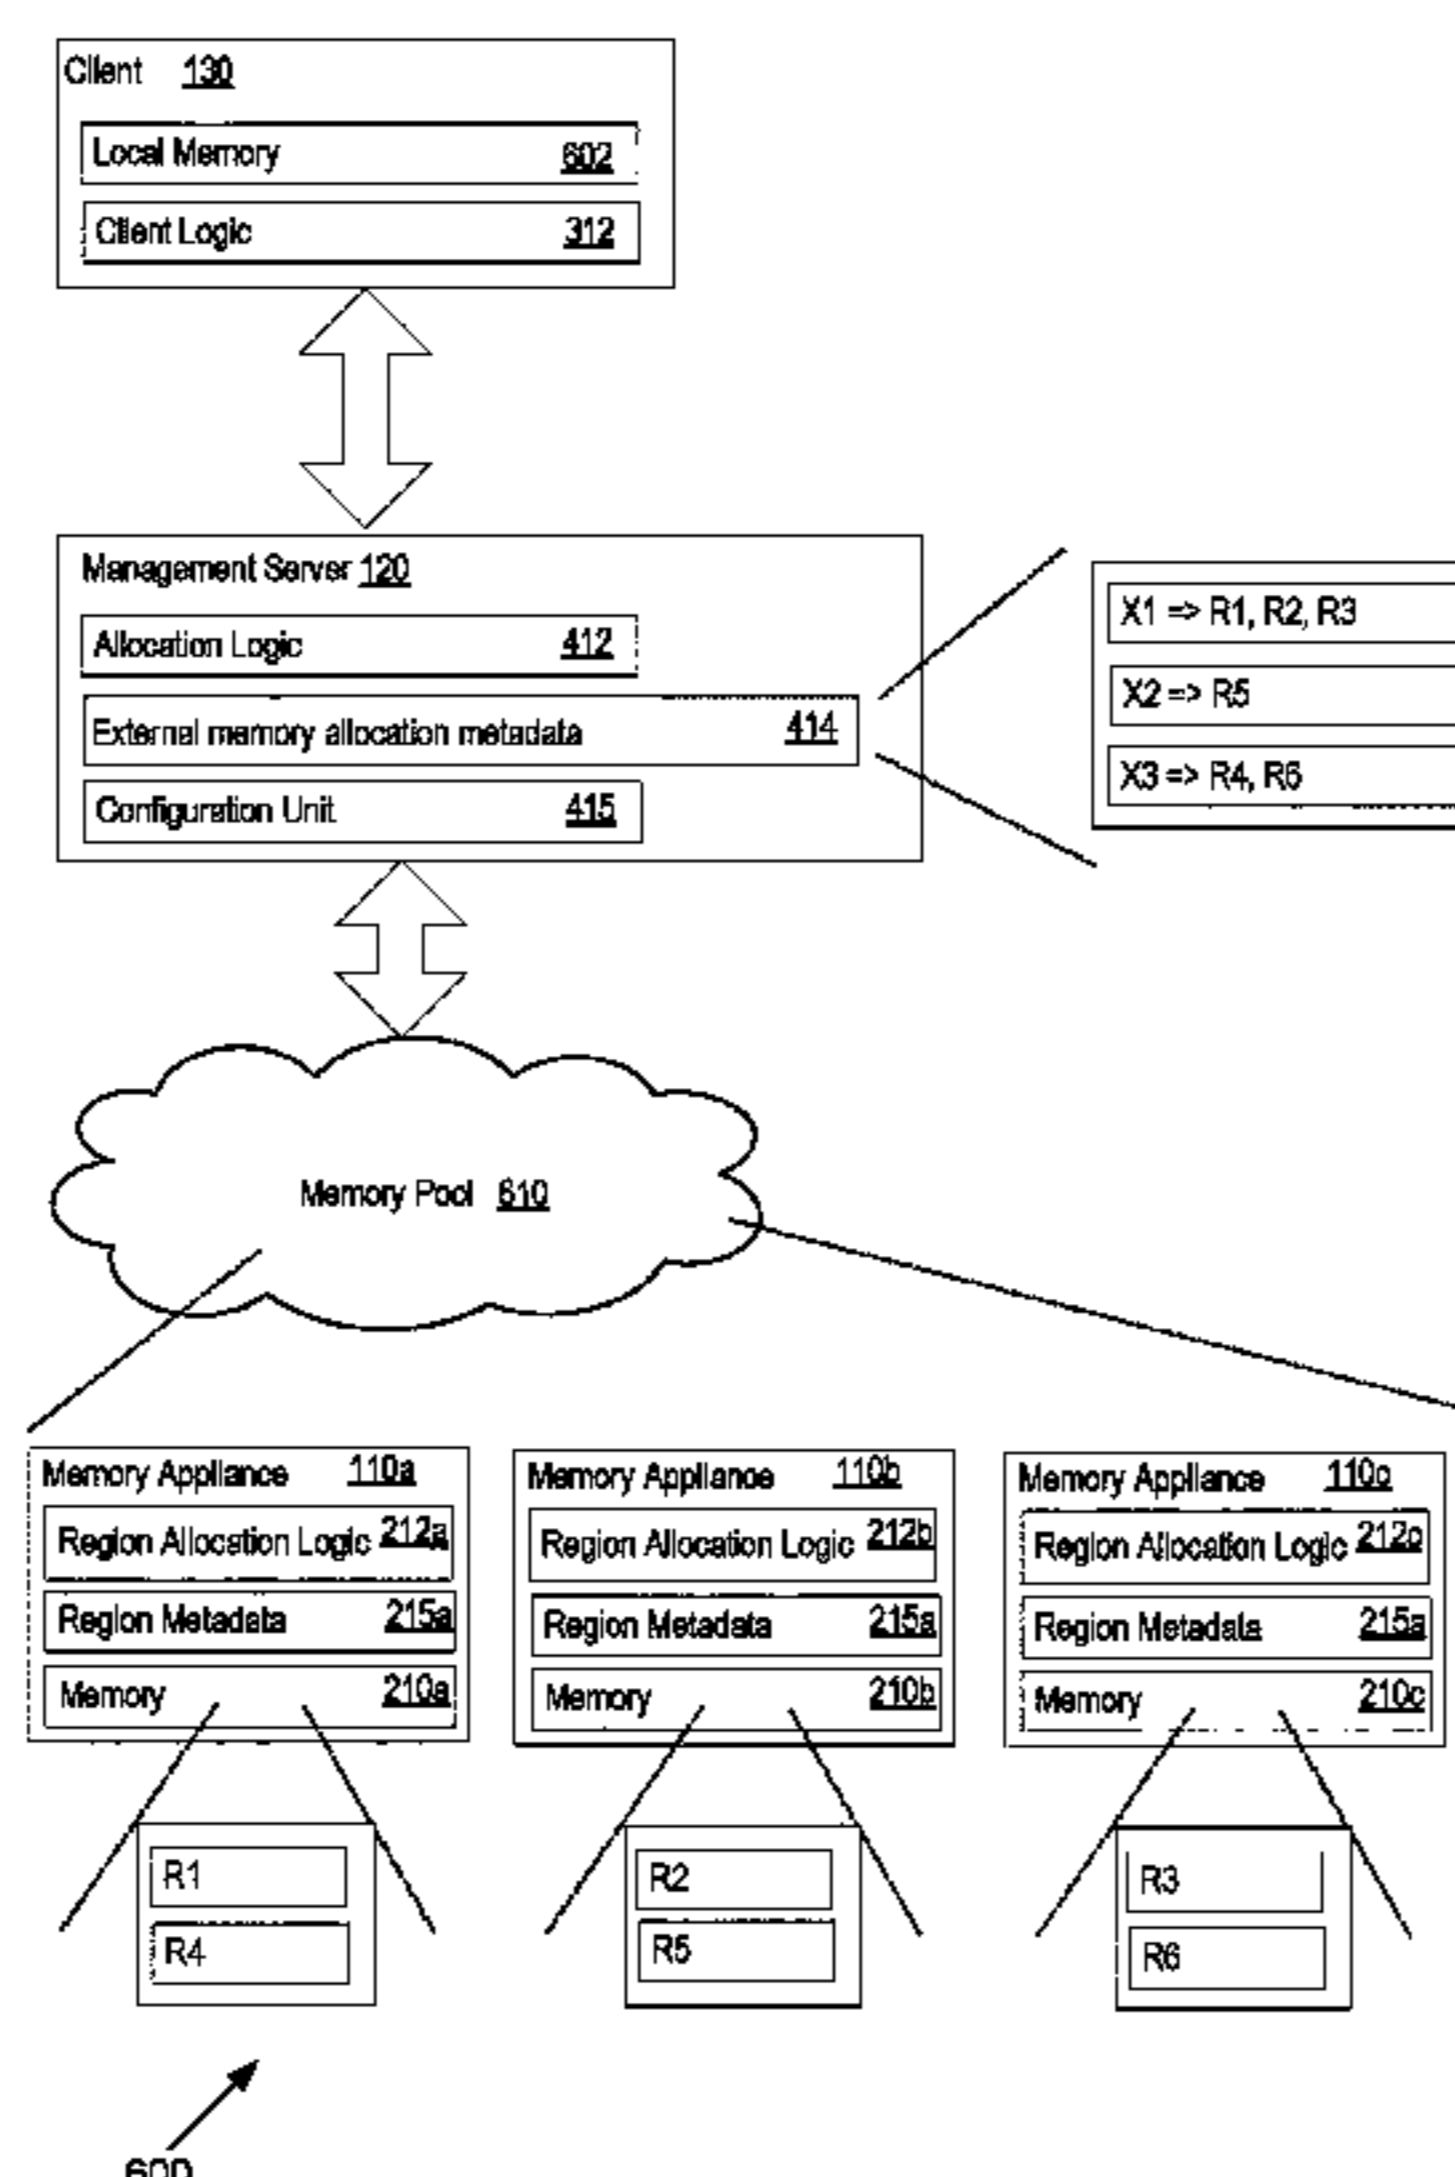 Client 130
Local Memory 602
Client Logic 312
Management Server 120
Allocation Logic 412
External memory allocation metadata 414
Configuration Unit 415
X1 => R1, R2, R3
X2 => R5
X3 => R4, R6
Memory Pool 610
Memory Appliance 110a
Region Allocation Logic 212a
Region Metadata 215a
Memory 210a
R1
R4
Memory Appliance 110b
Region Allocation Logic 212b
Region Metadata 215a
Memory 210b
R2
R5
Memory Appliance 110c
Region Allocation Logic 212c
Region Metadata 215a
Memory 210c
R3
R6
600